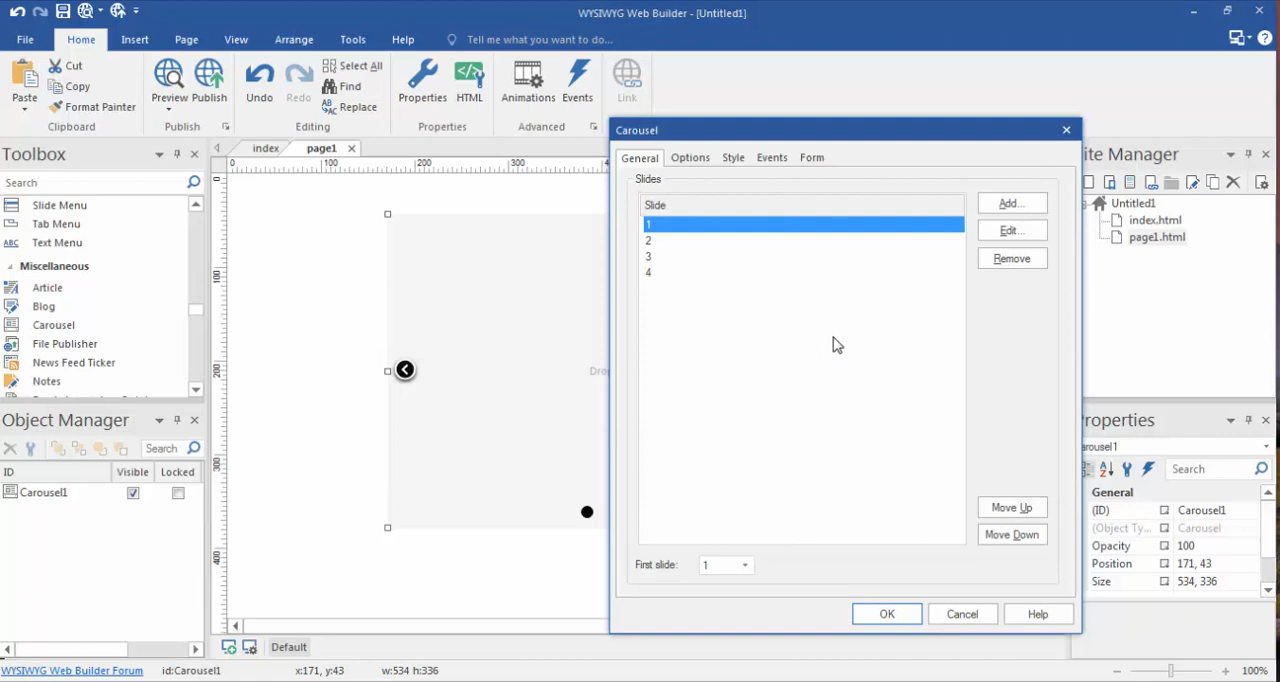 WYSIWYG Web Builder - [Untitled1]
File Home Insert Page View Arrange Tools Help Tell me what you want to do...
Paste Cut Copy Format Painter
Clipboard
Preview Publish
Publish
Undo Redo Select All Find Replace
Editing
Properties HTML
Properties
Animations Events
Advanced
Link
Toolbox
Search
Slide Menu
Tab Menu
ABC Text Menu
Miscellaneous
Article
Blog
Carousel
File Publisher
News Feed Ticker
Notes
Object Manager
Search
ID Visible Locked
Carousel1
WYSIWYG Web Builder Forum id:Carousel1 x:171, y:43 w:534 h:336 100%
index page1
0 100 200 300
0
100
200
300
400
Default
Carousel
General Options Style Events Form
Slides
Slide
1
2
3
4
Add...
Edit...
Remove
Move Up
Move Down
First slide: 1
OK Cancel Help
ite Manager
Untitled1
index.html
page1.html
Properties
arousel1
Search
General
(ID) Carousel1
(Object Ty... Carousel
Opacity 100
Position 171, 43
Size 534, 336